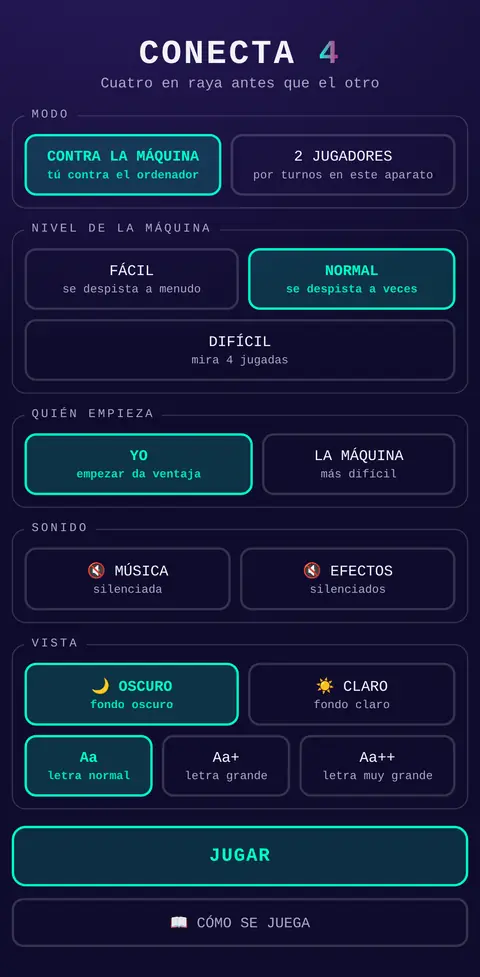 CONECTA 4
Cuatro en raya antes que el otro
MODO
CONTRA LA MÁQUINA
tú contra el ordenador
2 JUGADORES
por turnos en este aparato
NIVEL DE LA MÁQUINA
FÁCIL
se despista a menudo
NORMAL
se despista a veces
DIFÍCIL
mira 4 jugadas
QUIÉN EMPIEZA
YO
empezar da ventaja
LA MÁQUINA
más difícil
SONIDO
🔇 MÚSICA
silenciada
🔇 EFECTOS
silenciados
VISTA
🌙 OSCURO
fondo oscuro
☀️ CLARO
fondo claro
Aa
letra normal
Aa+
letra grande
Aa++
letra muy grande
JUGAR
📖 CÓMO SE JUEGA